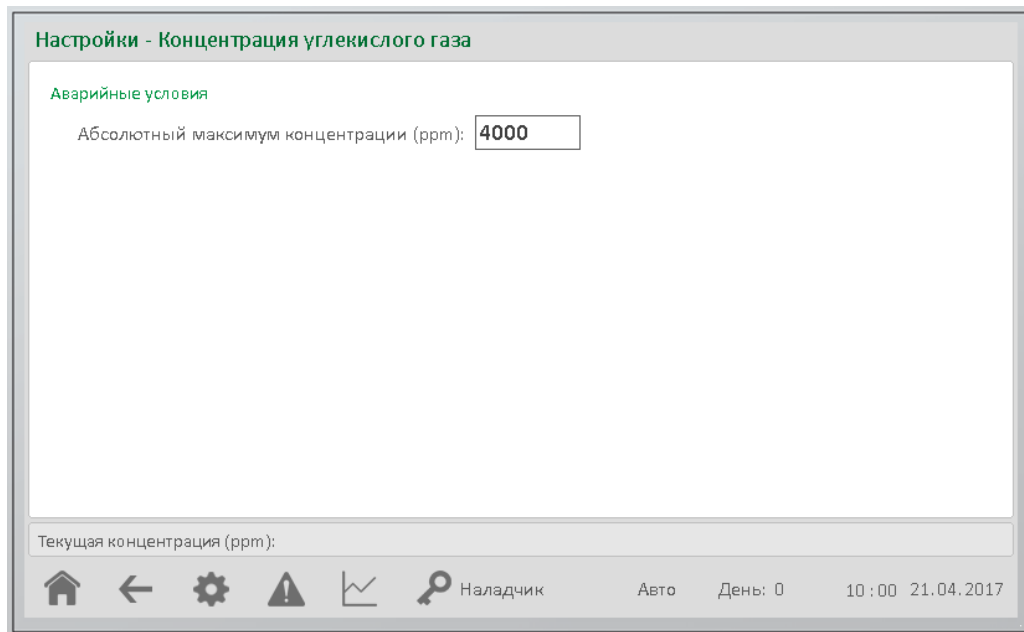 Настройки - Концентрация углекислого газа
Аварийные условия
Абсолютный максимум концентрации (ppm): 4000
Текущая концентрация (ppm):
Наладчик Авто День: 0 10:00 21.04.2017